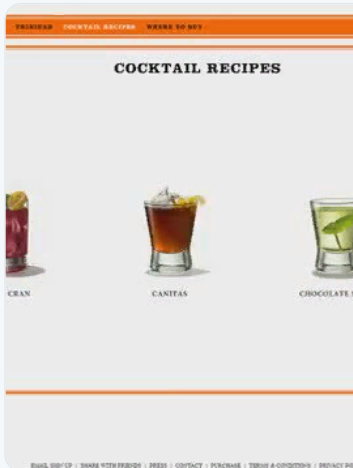 TRINIDAD COCKTAIL RECIPES WHERE TO BUY
COCKTAIL RECIPES
CRAN
CANITAS
CHOCOLATE
EMAIL SIGN UP | SHARE WITH FRIENDS | PRESS | CONTACT | PURCHASE | TERMS & CONDITIONS | PRIVACY